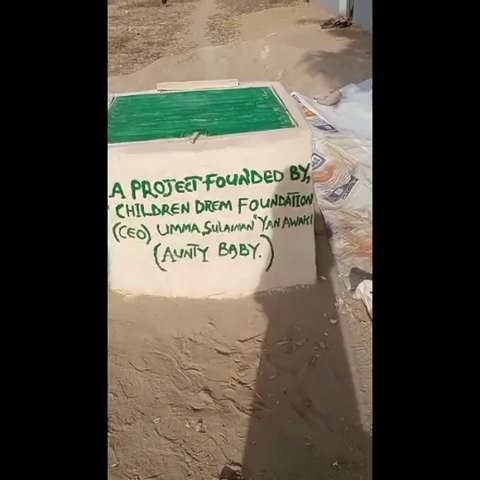 A PROJECT FOUNDED BY,
CHILDREN DREM FOUNDATION
(CEO) UMMA SULAIMAN 'YAN AWAKI
(AUNTY BABY.)